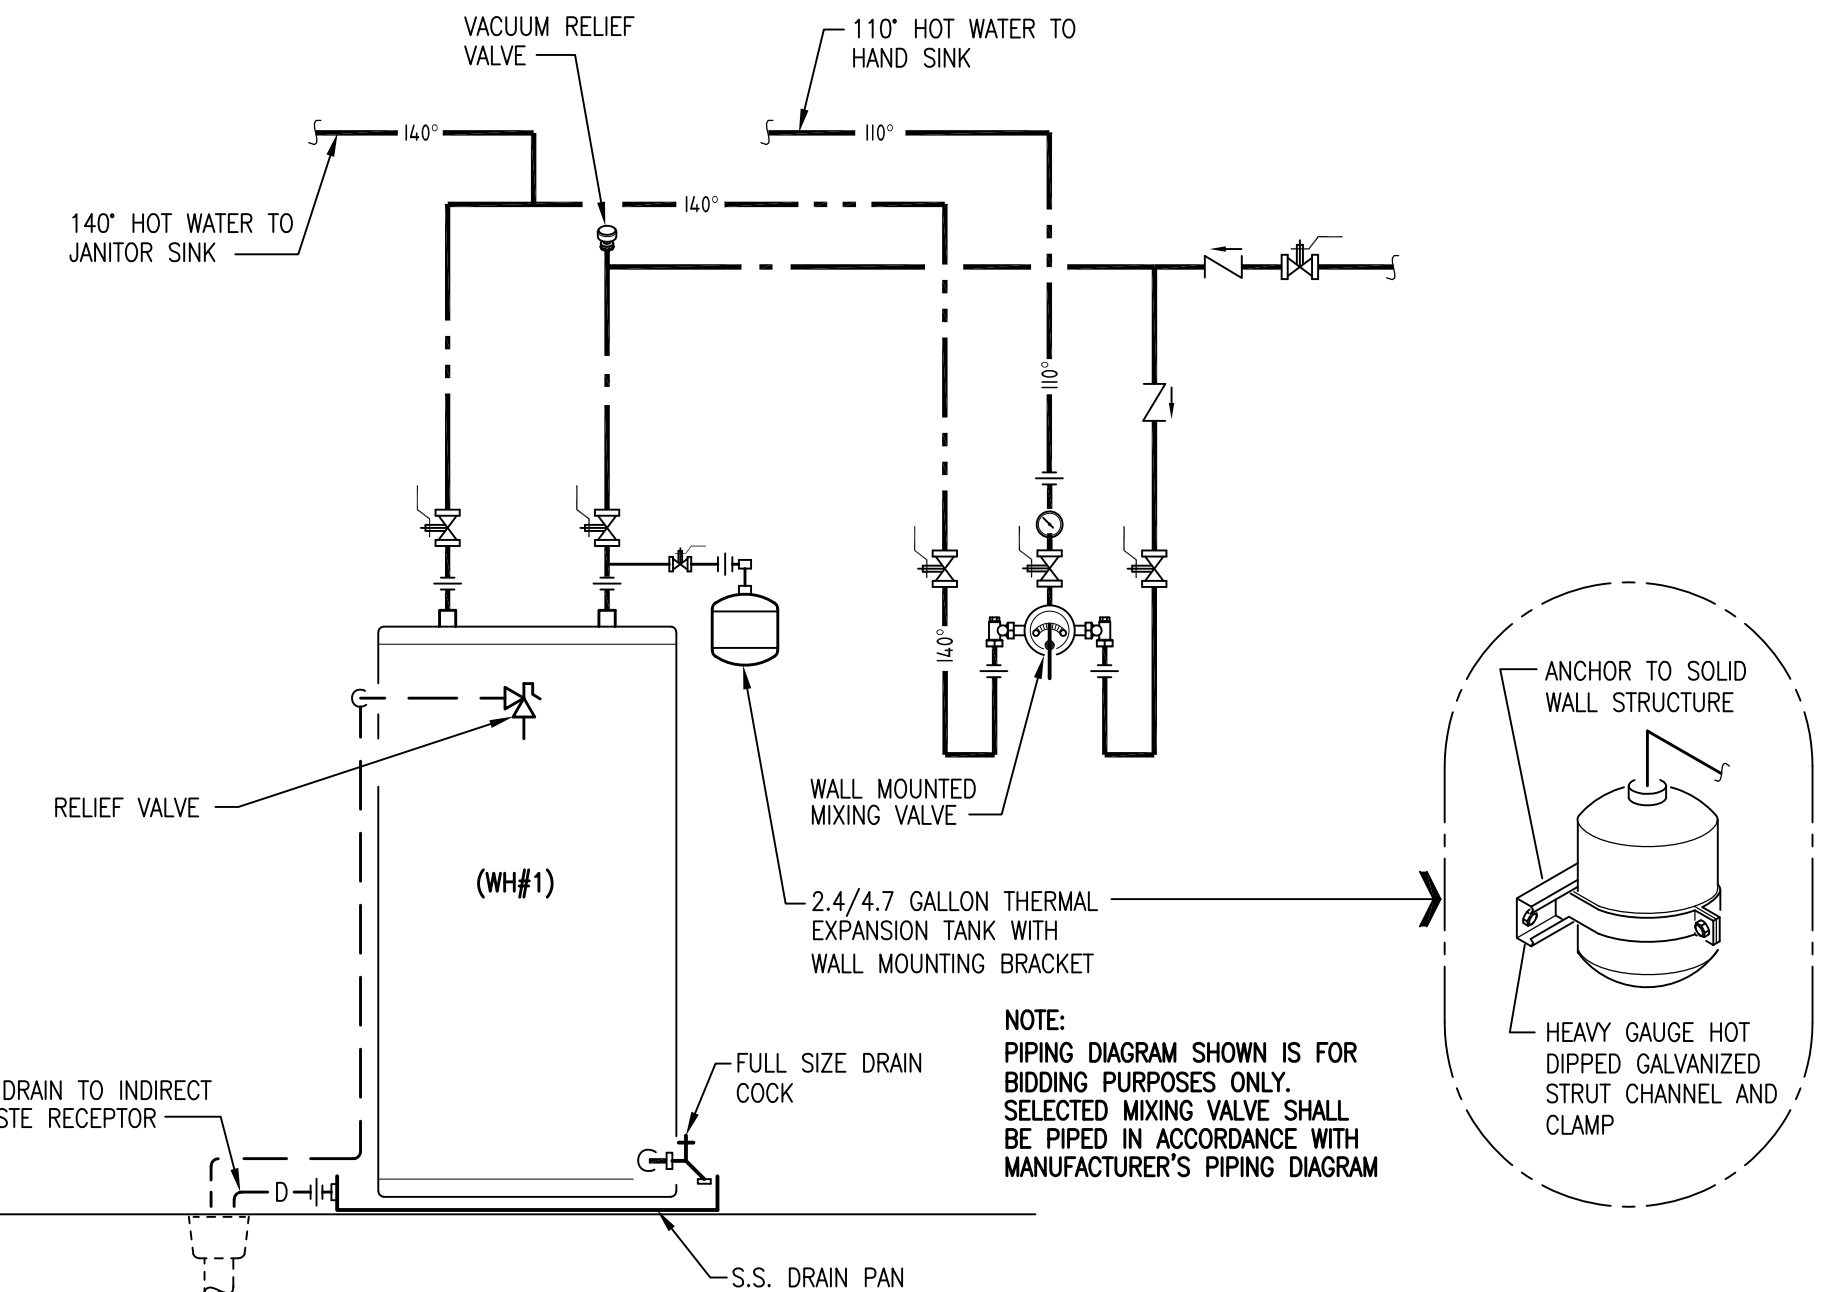 VACUUM RELIEF
VALVE
110° HOT WATER TO
HAND SINK
140°
110°
140° HOT WATER TO
JANITOR SINK
140°
110°
140°
ANCHOR TO SOLID
WALL STRUCTURE
RELIEF VALVE
WALL MOUNTED
MIXING VALVE
(WH#1)
2.4/4.7 GALLON THERMAL
EXPANSION TANK WITH
WALL MOUNTING BRACKET
NOTE:
PIPING DIAGRAM SHOWN IS FOR
BIDDING PURPOSES ONLY.
SELECTED MIXING VALVE SHALL
BE PIPED IN ACCORDANCE WITH
MANUFACTURER'S PIPING DIAGRAM
HEAVY GAUGE HOT
DIPPED GALVANIZED
STRUT CHANNEL AND
CLAMP
FULL SIZE DRAIN
COCK
DRAIN TO INDIRECT
STE RECEPTOR
D
S.S. DRAIN PAN